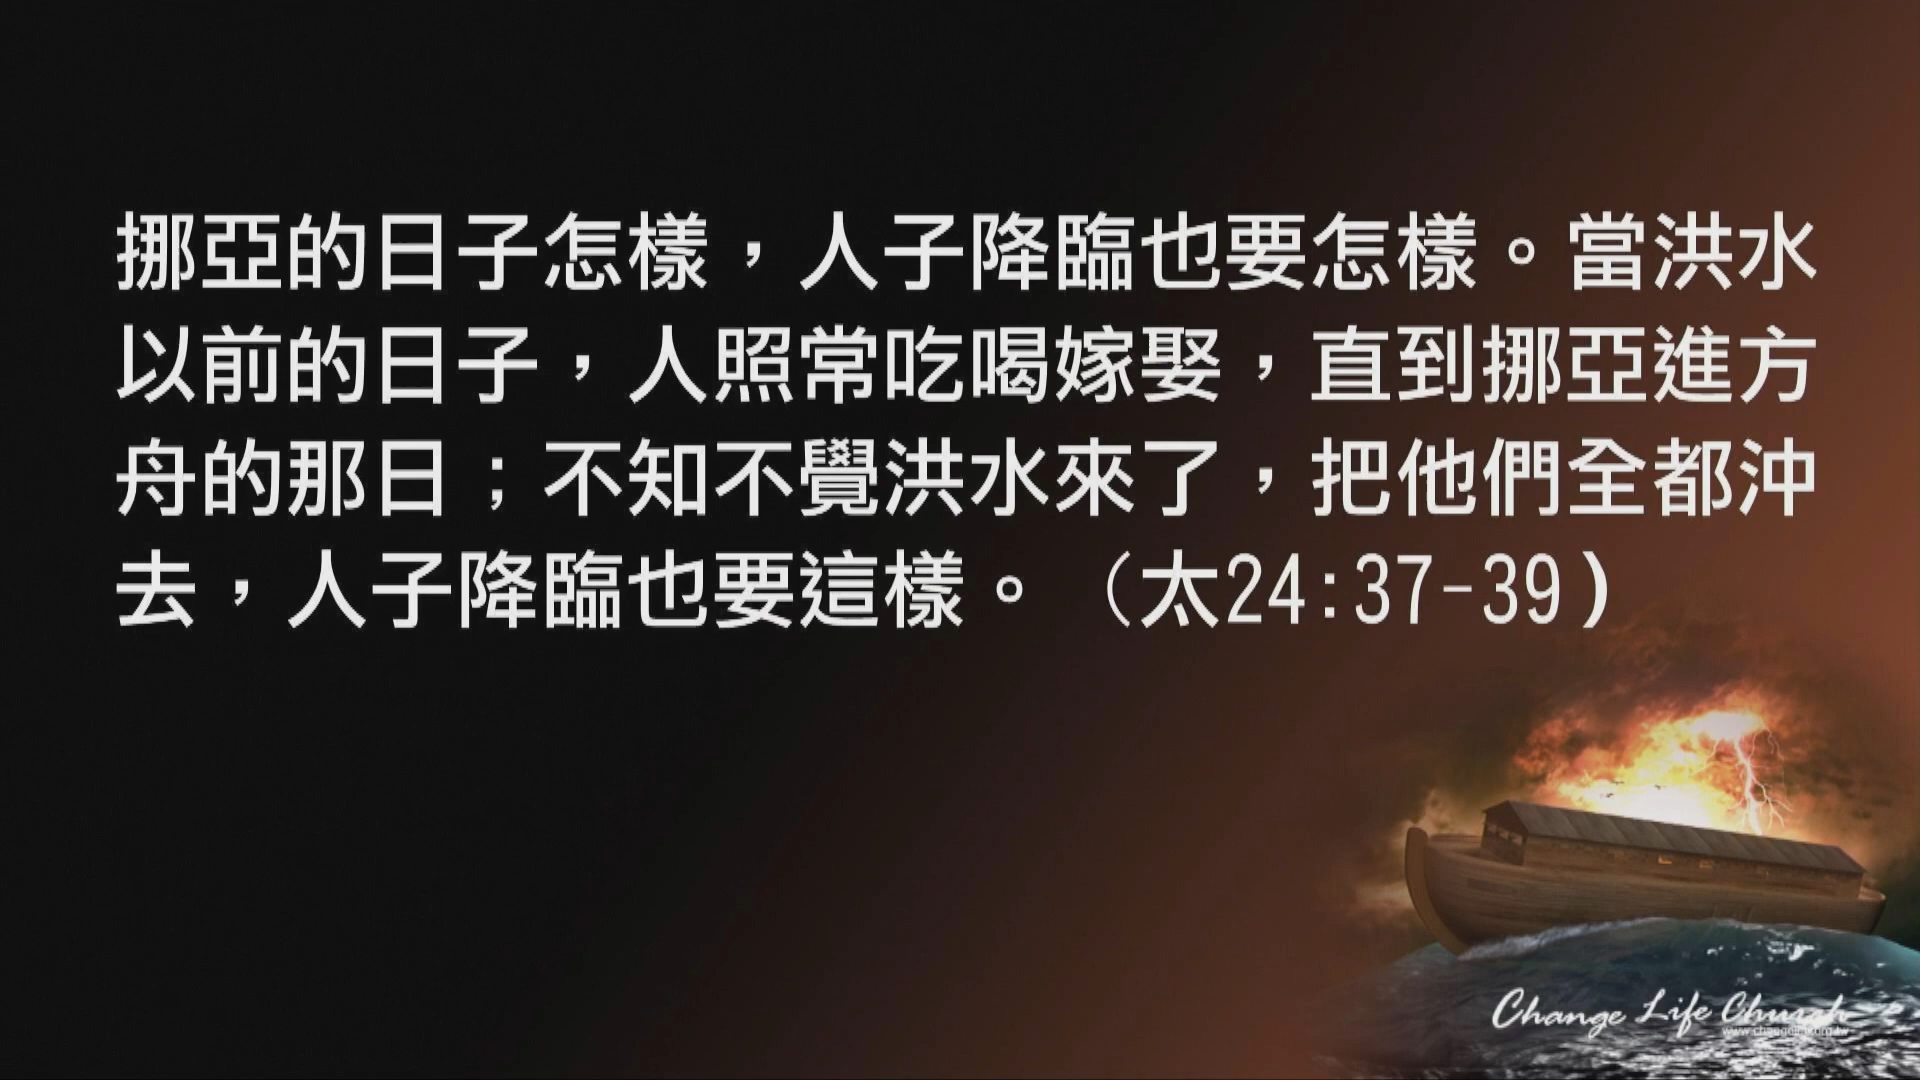 挪亞的日子怎樣，人子降臨也要怎樣。當洪水
以前的日子，人照常吃喝嫁娶，直到挪亞進方
舟的那日；不知不覺洪水來了，把他們全都沖
去，人子降臨也要這樣。（太24:37-39）
Change Life Church